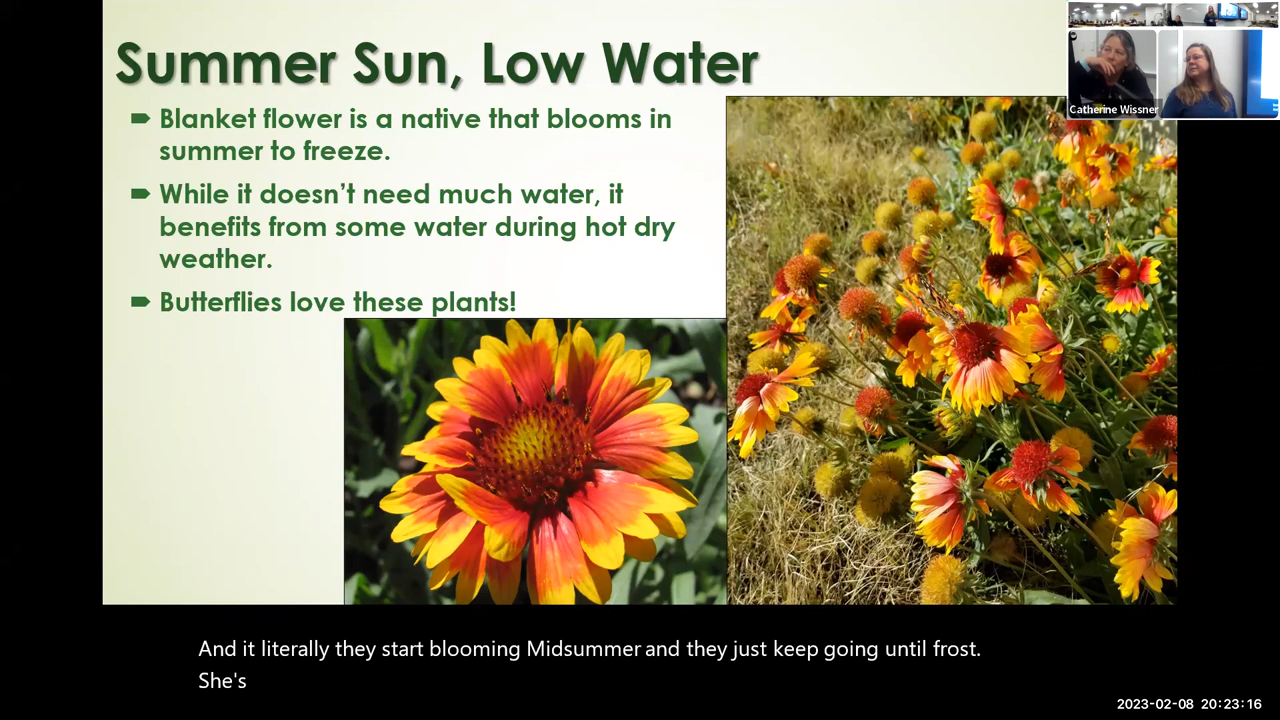 Summer Sun, Low Water
Blanket flower is a native that blooms in
summer to freeze.
While it doesn’t need much water, it
benefits from some water during hot dry
weather.
Butterflies love these plants!
Catherine Wissner
And it literally they start blooming Midsummer and they just keep going until frost.
She's
2023-02-08 20:23:16